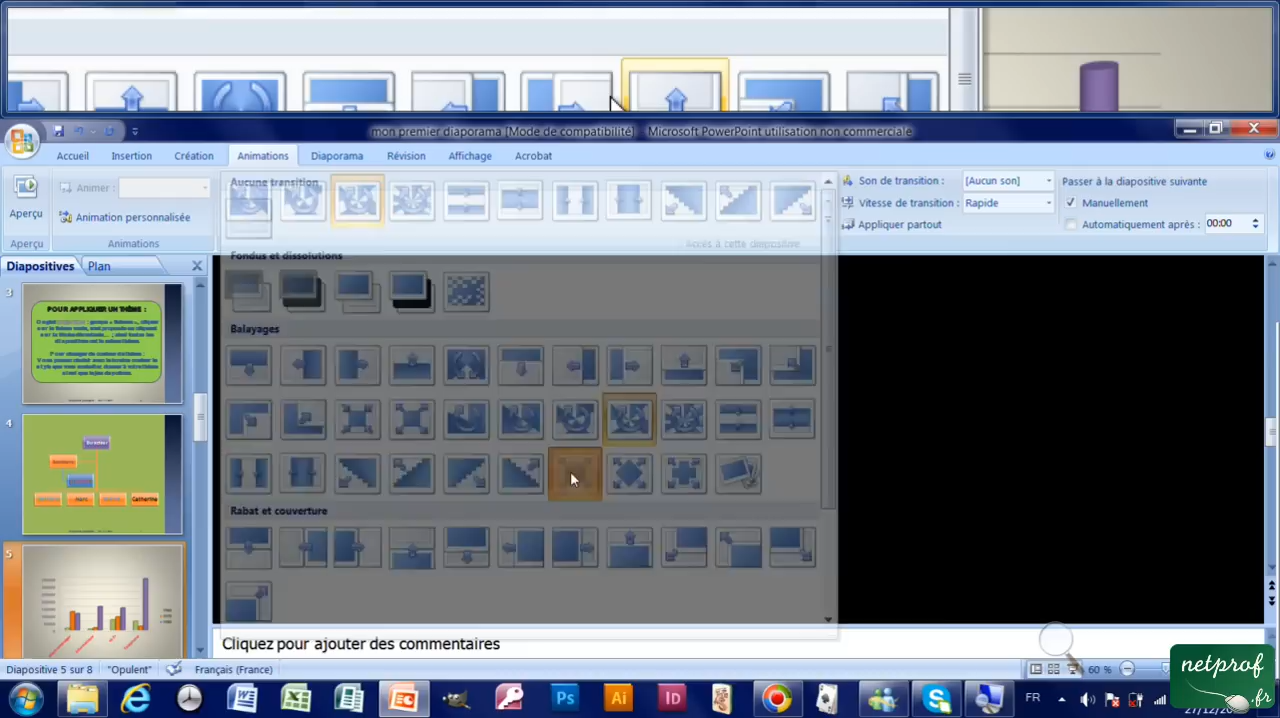 mon premier diaporama [Mode de compatibilité] - Microsoft PowerPoint utilisation non commerciale
Accueil Insertion Création Animations Diaporama Révision Affichage Acrobat
Aperçu
Animer :
Animation personnalisée
Aperçu
Animations
Aucune transition
Accès à cette diapositive
Son de transition : [Aucun son]
Vitesse de transition : Rapide
Appliquer partout
Passer à la diapositive suivante
Manuellement
Automatiquement après : 00:00
Diapositives Plan
Fondus et dissolutions
Balayages
Rabat et couverture
3
POUR APPLIQUER UN THÈME :
4
Catherine
5
Cliquez pour ajouter des commentaires
Diapositive 5 sur 8 "Opulent" Français (France)
60 %
FR
netprof
.fr